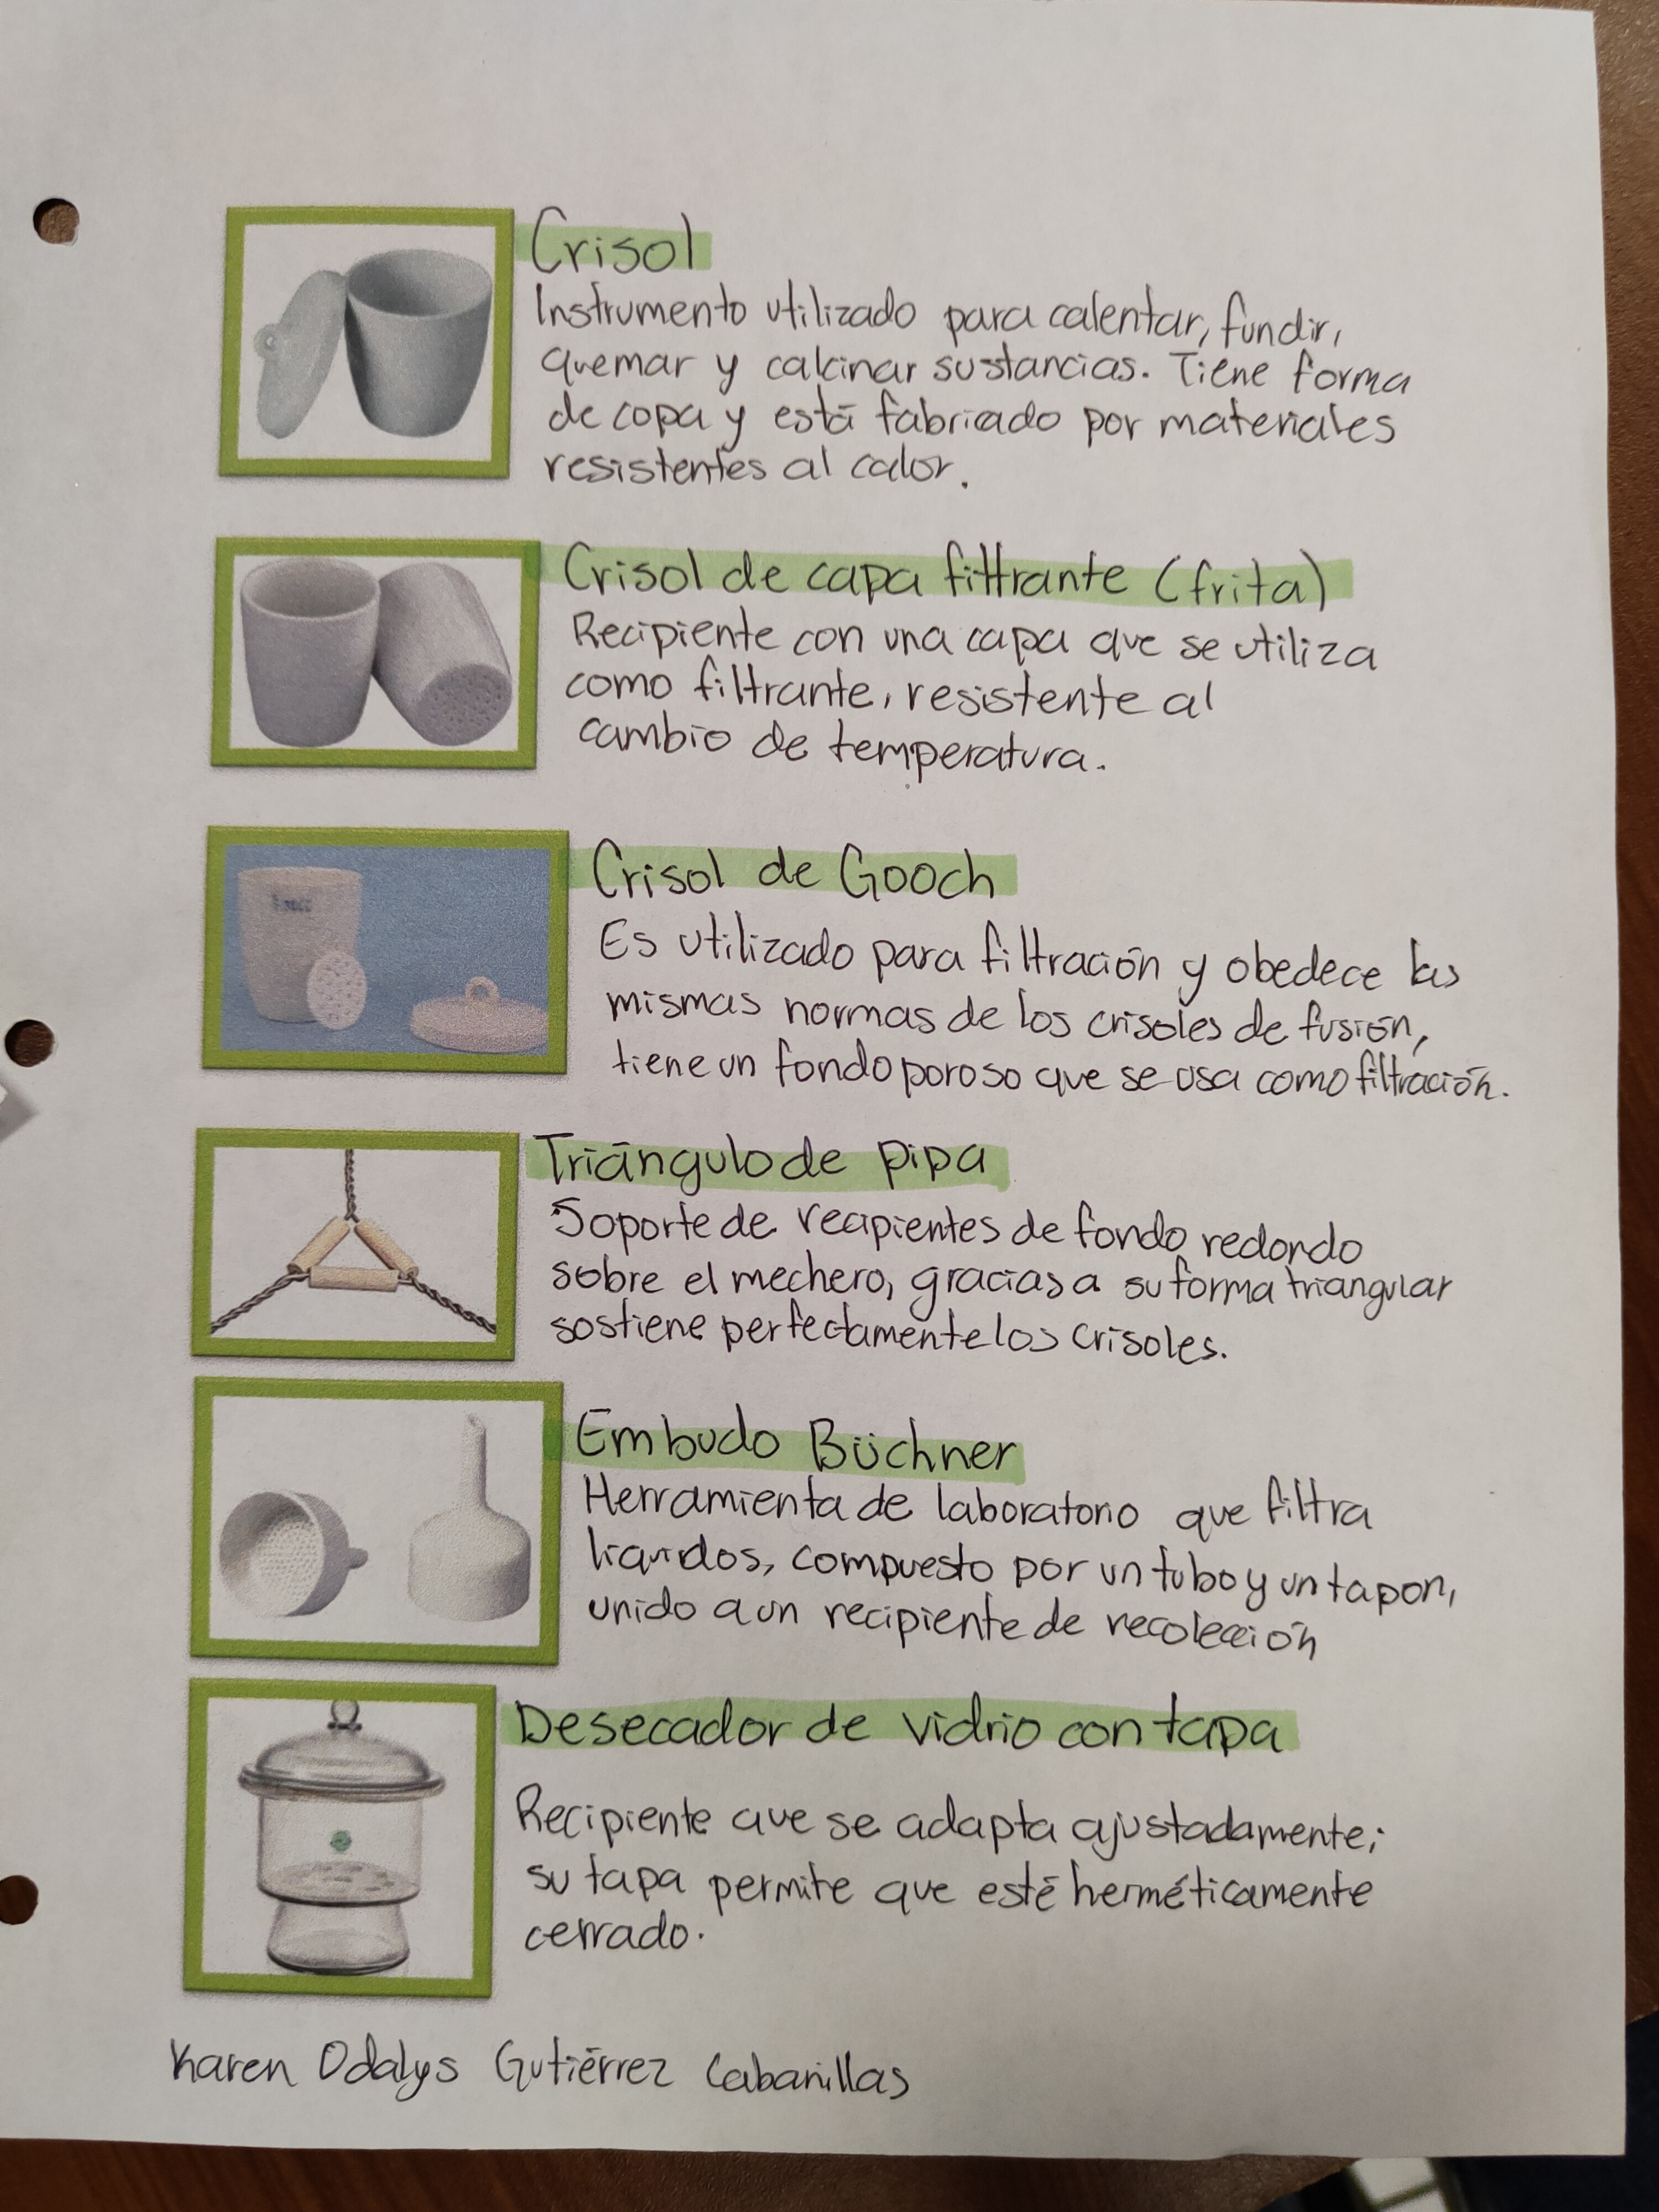 Crisol
Instrumento utilizado para calentar, fundir,
quemar y calcinar sustancias. Tiene forma
de copa y está fabricado por materiales
resistentes al calor.
Crisol de capa filtrante (frita)
Recipiente con una capa que se utiliza
como filtrante, resistente al
cambio de temperatura.
Crisol de Gooch
Es utilizado para filtración y obedece las
mismas normas de los crisoles de fusión,
tiene un fondo poroso que se usa como filtración.
Triángulo de pipa
Soporte de recipientes de fondo redondo
sobre el mechero, gracias a su forma triangular
sostiene perfectamente los crisoles.
Embudo Büchner
Herramienta de laboratorio que filtra
líquidos, compuesto por un tubo y un tapon,
unido a un recipiente de recolección
Desecador de vidrio con tapa
Recipiente que se adapta ajustadamente;
su tapa permite que esté herméticamente
cerrado.
Karen Odalys Gutiérrez Cabanillas